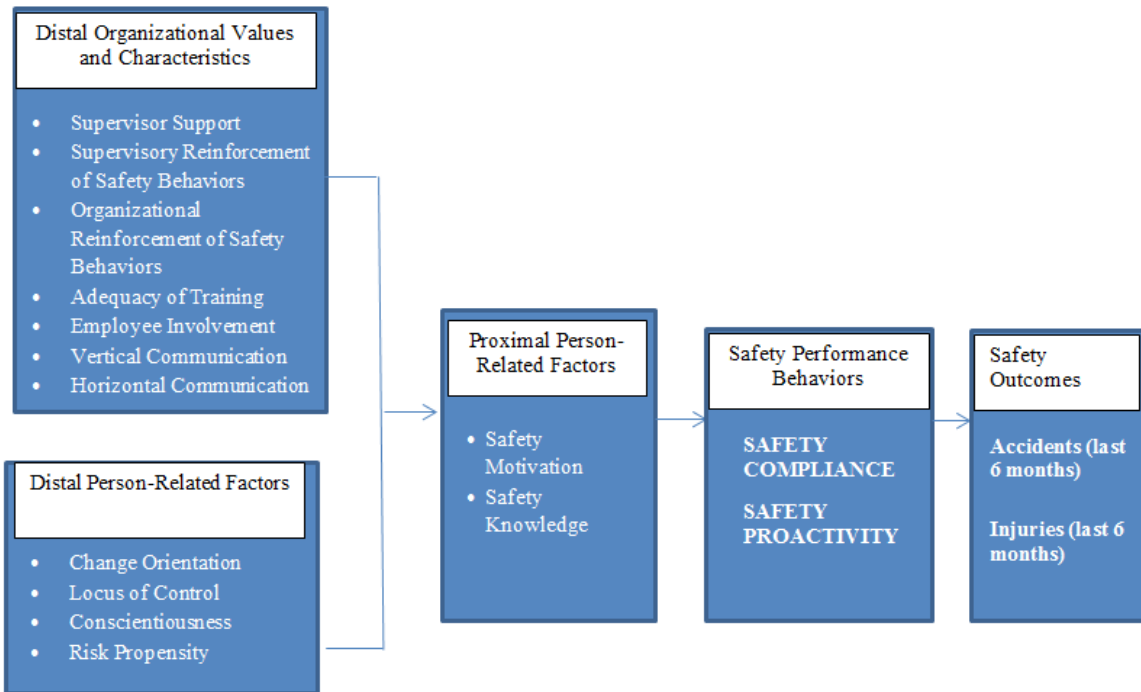 Distal Organizational Values
and Characteristics
• Supervisor Support
• Supervisory Reinforcement
of Safety Behaviors
• Organizational
Reinforcement of Safety
Behaviors
• Adequacy of Training
• Employee Involvement
• Vertical Communication
• Horizontal Communication
Distal Person-Related Factors
• Change Orientation
• Locus of Control
• Conscientiousness
• Risk Propensity
Proximal Person-
Related Factors
• Safety
Motivation
• Safety
Knowledge
Safety Performance
Behaviors
SAFETY
COMPLIANCE
SAFETY
PROACTIVITY
Safety
Outcomes
Accidents (last
6 months)
Injuries (last 6
months)